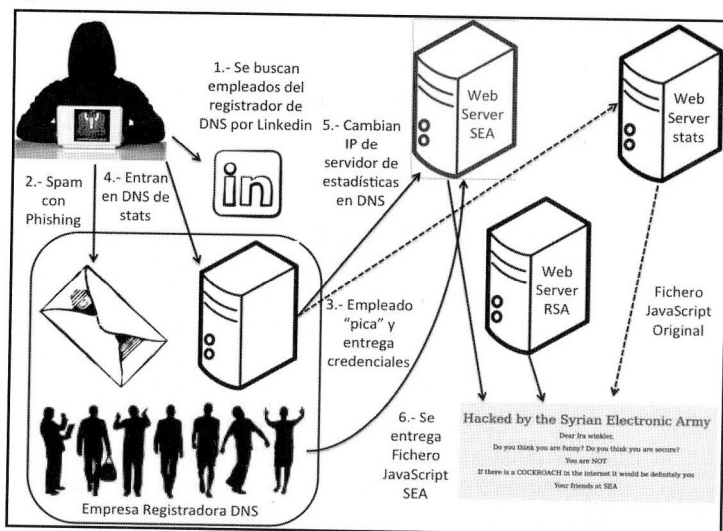 1.- Se buscan
empleados del
registrador de
DNS por Linkedin
in
2.- Spam
con
Phishing
4.- Entran
en DNS de
stats
5.- Cambian
IP de
servidor de
estadísticas
en DNS
Web
Server
SEA
Web
Server
stats
Web
Server
RSA
3.- Empleado
"pica" y
entrega
credenciales
Fichero
JavaScript
Original
6.- Se
entrega
Fichero
JavaScript
SEA
Hacked by the Syrian Electronic Army
Dear Ira winkler,
Do you think you are funny? Do you think you are secure?
You are NOT
If there is a COCKROACH in the internet it would be definitely you
Your friends at SEA
Empresa Registradora DNS